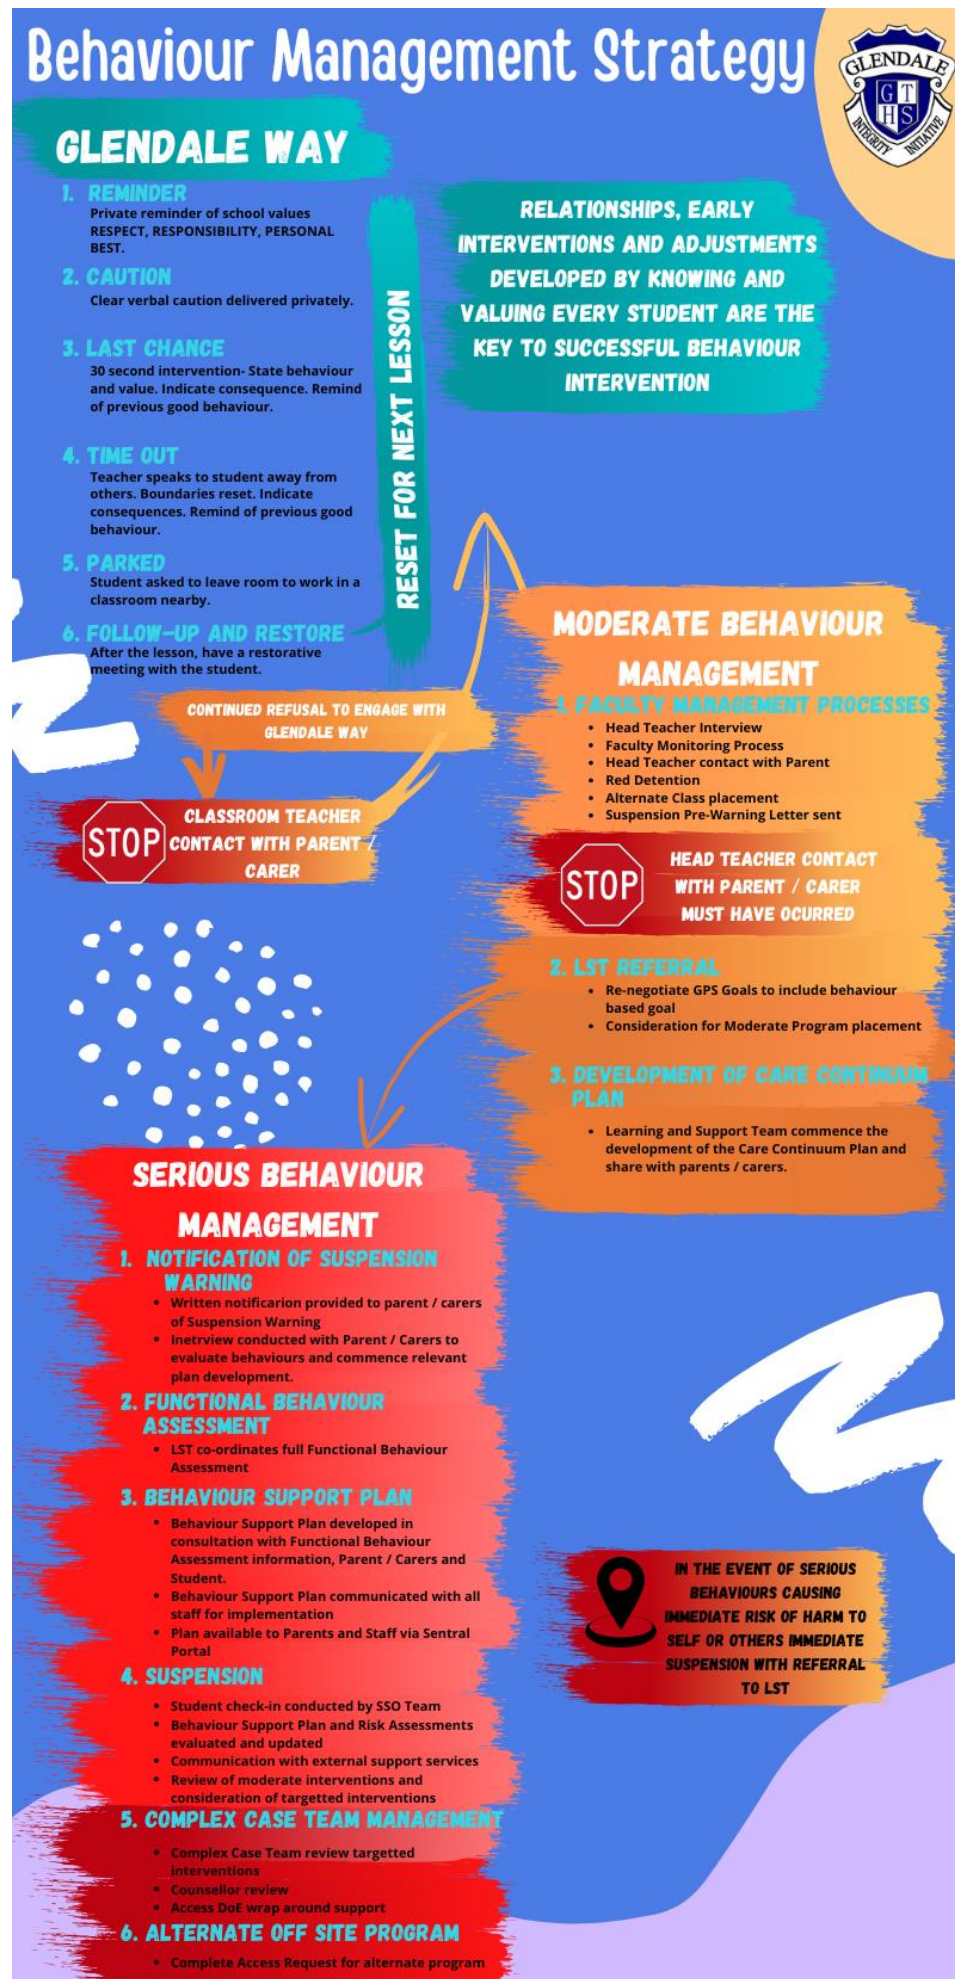 Behaviour Management Strategy
GLENDALE
G T
H S
INTEGRITY
INITIATIVE
GLENDALE WAY
1. REMINDER
Private reminder of school values
RESPECT, RESPONSIBILITY, PERSONAL
BEST.
2. CAUTION
Clear verbal caution delivered privately.
3. LAST CHANCE
30 second intervention- State behaviour
and value. Indicate consequence. Remind
of previous good behaviour.
4. TIME OUT
Teacher speaks to student away from
others. Boundaries reset. Indicate
consequences. Remind of previous good
behaviour.
5. PARKED
Student asked to leave room to work in a
classroom nearby.
6. FOLLOW-UP AND RESTORE
After the lesson, have a restorative
meeting with the student.
RESET FOR NEXT LESSON
RELATIONSHIPS, EARLY
INTERVENTIONS AND ADJUSTMENTS
DEVELOPED BY KNOWING AND
VALUING EVERY STUDENT ARE THE
KEY TO SUCCESSFUL BEHAVIOUR
INTERVENTION
CONTINUED REFUSAL TO ENGAGE WITH
GLENDALE WAY
STOP
CLASSROOM TEACHER
CONTACT WITH PARENT /
CARER
MODERATE BEHAVIOUR
MANAGEMENT
1. FACULTY MANAGEMENT PROCESSES
• Head Teacher Interview
• Faculty Monitoring Process
• Head Teacher contact with Parent
• Red Detention
• Alternate Class placement
• Suspension Pre-Warning Letter sent
STOP
HEAD TEACHER CONTACT
WITH PARENT / CARER
MUST HAVE OCURRED
2. LST REFERRAL
• Re-negotiate GPS Goals to include behaviour
based goal
• Consideration for Moderate Program placement
3. DEVELOPMENT OF CARE CONTINUUM
PLAN
• Learning and Support Team commence the
development of the Care Continuum Plan and
share with parents / carers.
SERIOUS BEHAVIOUR
MANAGEMENT
1. NOTIFICATION OF SUSPENSION
WARNING
• Written notificarion provided to parent / carers
of Suspension Warning
• Inetrview conducted with Parent / Carers to
evaluate behaviours and commence relevant
plan development.
2. FUNCTIONAL BEHAVIOUR
ASSESSMENT
• LST co-ordinates full Functional Behaviour
Assessment
3. BEHAVIOUR SUPPORT PLAN
• Behaviour Support Plan developed in
consultation with Functional Behaviour
Assessment information, Parent / Carers and
Student.
• Behaviour Support Plan communicated with all
staff for implementation
• Plan available to Parents and Staff via Sentral
Portal
4. SUSPENSION
• Student check-in conducted by SSO Team
• Behaviour Support Plan and Risk Assessments
evaluated and updated
• Communication with external support services
• Review of moderate interventions and
consideration of targetted interventions
5. COMPLEX CASE TEAM MANAGEMENT
• Complex Case Team review targetted
interventions
• Counsellor review
• Access DoE wrap around support
6. ALTERNATE OFF SITE PROGRAM
• Complete Access Request for alternate program
IN THE EVENT OF SERIOUS
BEHAVIOURS CAUSING
IMMEDIATE RISK OF HARM TO
SELF OR OTHERS IMMEDIATE
SUSPENSION WITH REFERRAL
TO LST